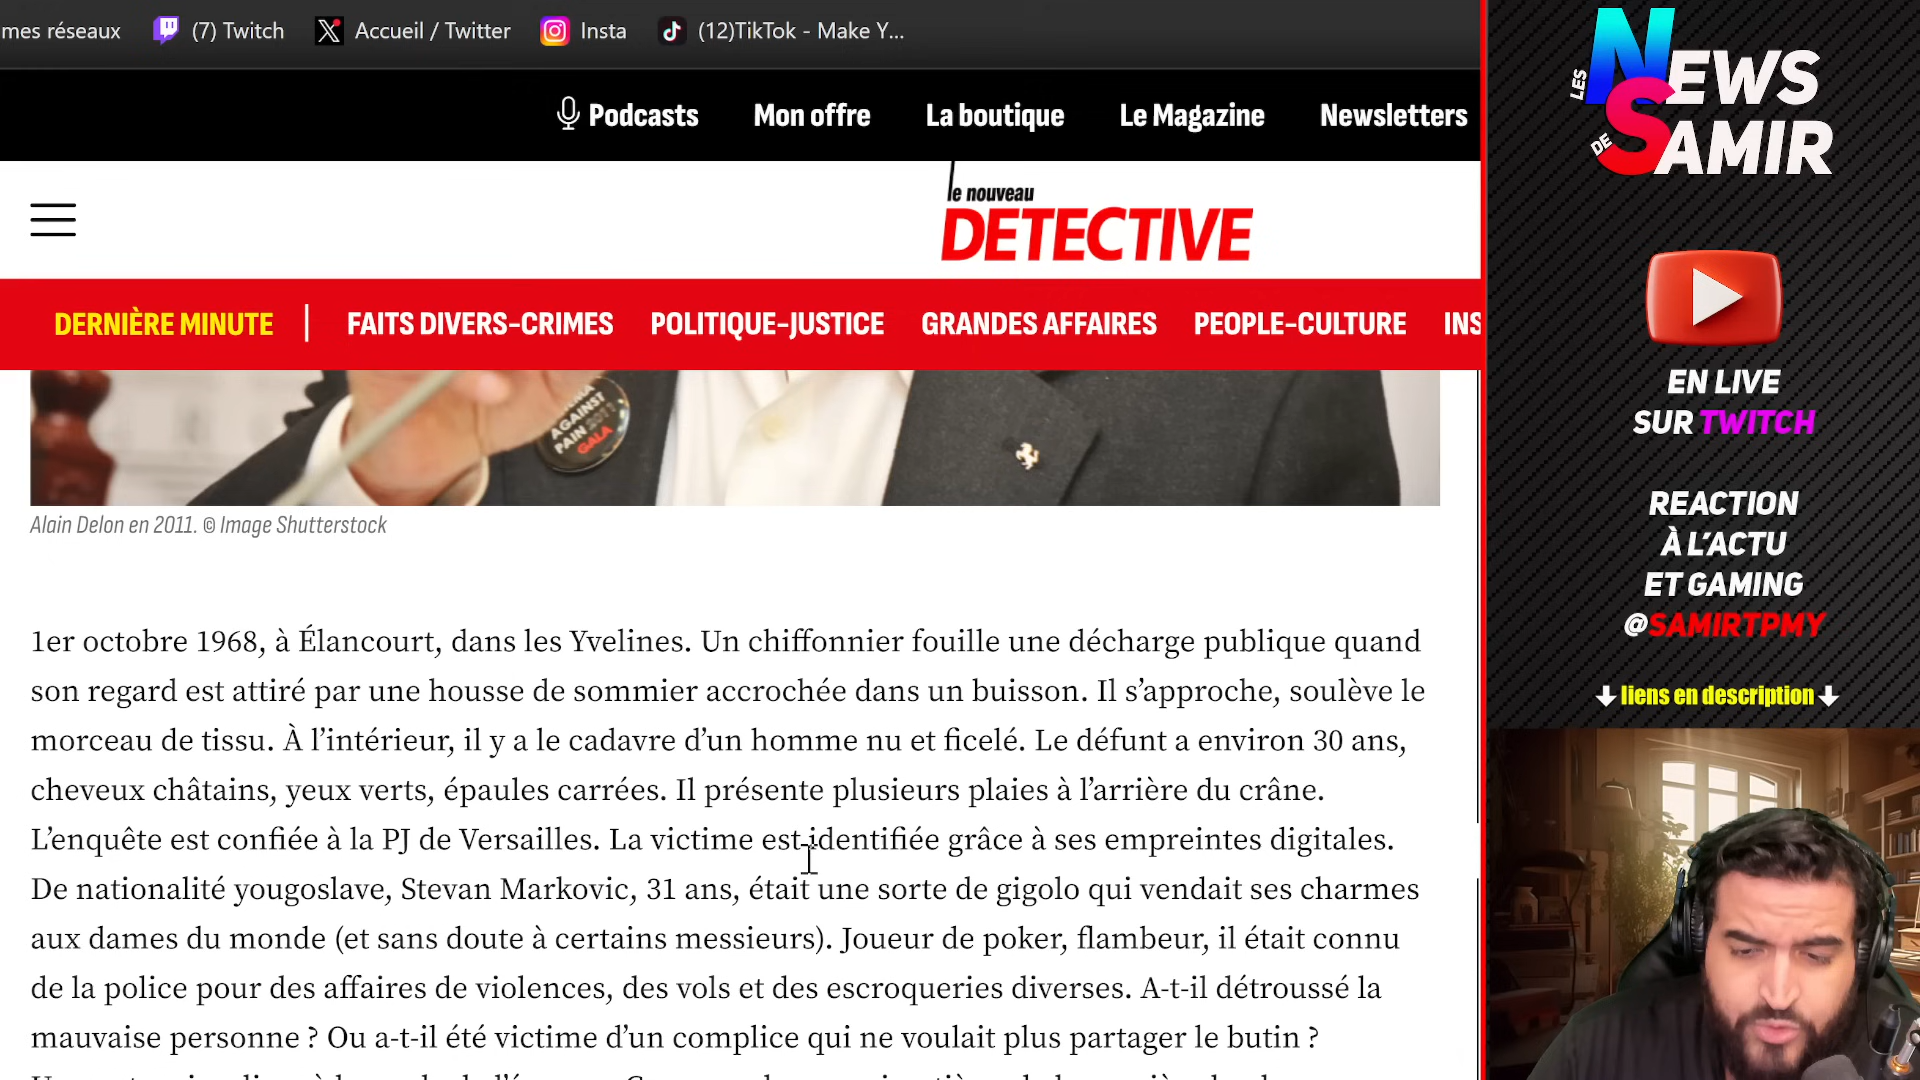 mes réseaux
(7) Twitch
Accueil / Twitter
Insta
(12)TikTok - Make Y...
Podcasts
Mon offre
La boutique
Le Magazine
Newsletters
le nouveau
DETECTIVE
DERNIÈRE MINUTE
FAITS DIVERS-CRIMES
POLITIQUE-JUSTICE
GRANDES AFFAIRES
PEOPLE-CULTURE
INS
AGAINST
PAIN 2011
GALA
Alain Delon en 2011. © Image Shutterstock
1er octobre 1968, à Élancourt, dans les Yvelines. Un chiffonnier fouille une décharge publique quand
son regard est attiré par une housse de sommier accrochée dans un buisson. Il s’approche, soulève le
morceau de tissu. À l’intérieur, il y a le cadavre d’un homme nu et ficelé. Le défunt a environ 30 ans,
cheveux châtains, yeux verts, épaules carrées. Il présente plusieurs plaies à l’arrière du crâne.
L’enquête est confiée à la PJ de Versailles. La victime est identifiée grâce à ses empreintes digitales.
De nationalité yougoslave, Stevan Markovic, 31 ans, était une sorte de gigolo qui vendait ses charmes
aux dames du monde (et sans doute à certains messieurs). Joueur de poker, flambeur, il était connu
de la police pour des affaires de violences, des vols et des escroqueries diverses. A-t-il détroussé la
mauvaise personne ? Ou a-t-il été victime d’un complice qui ne voulait plus partager le butin ?
LES
NEWS
DE
SAMIR
EN LIVE
SUR TWITCH
REACTION
À L’ACTU
ET GAMING
@SAMIRTPMY
liens en description